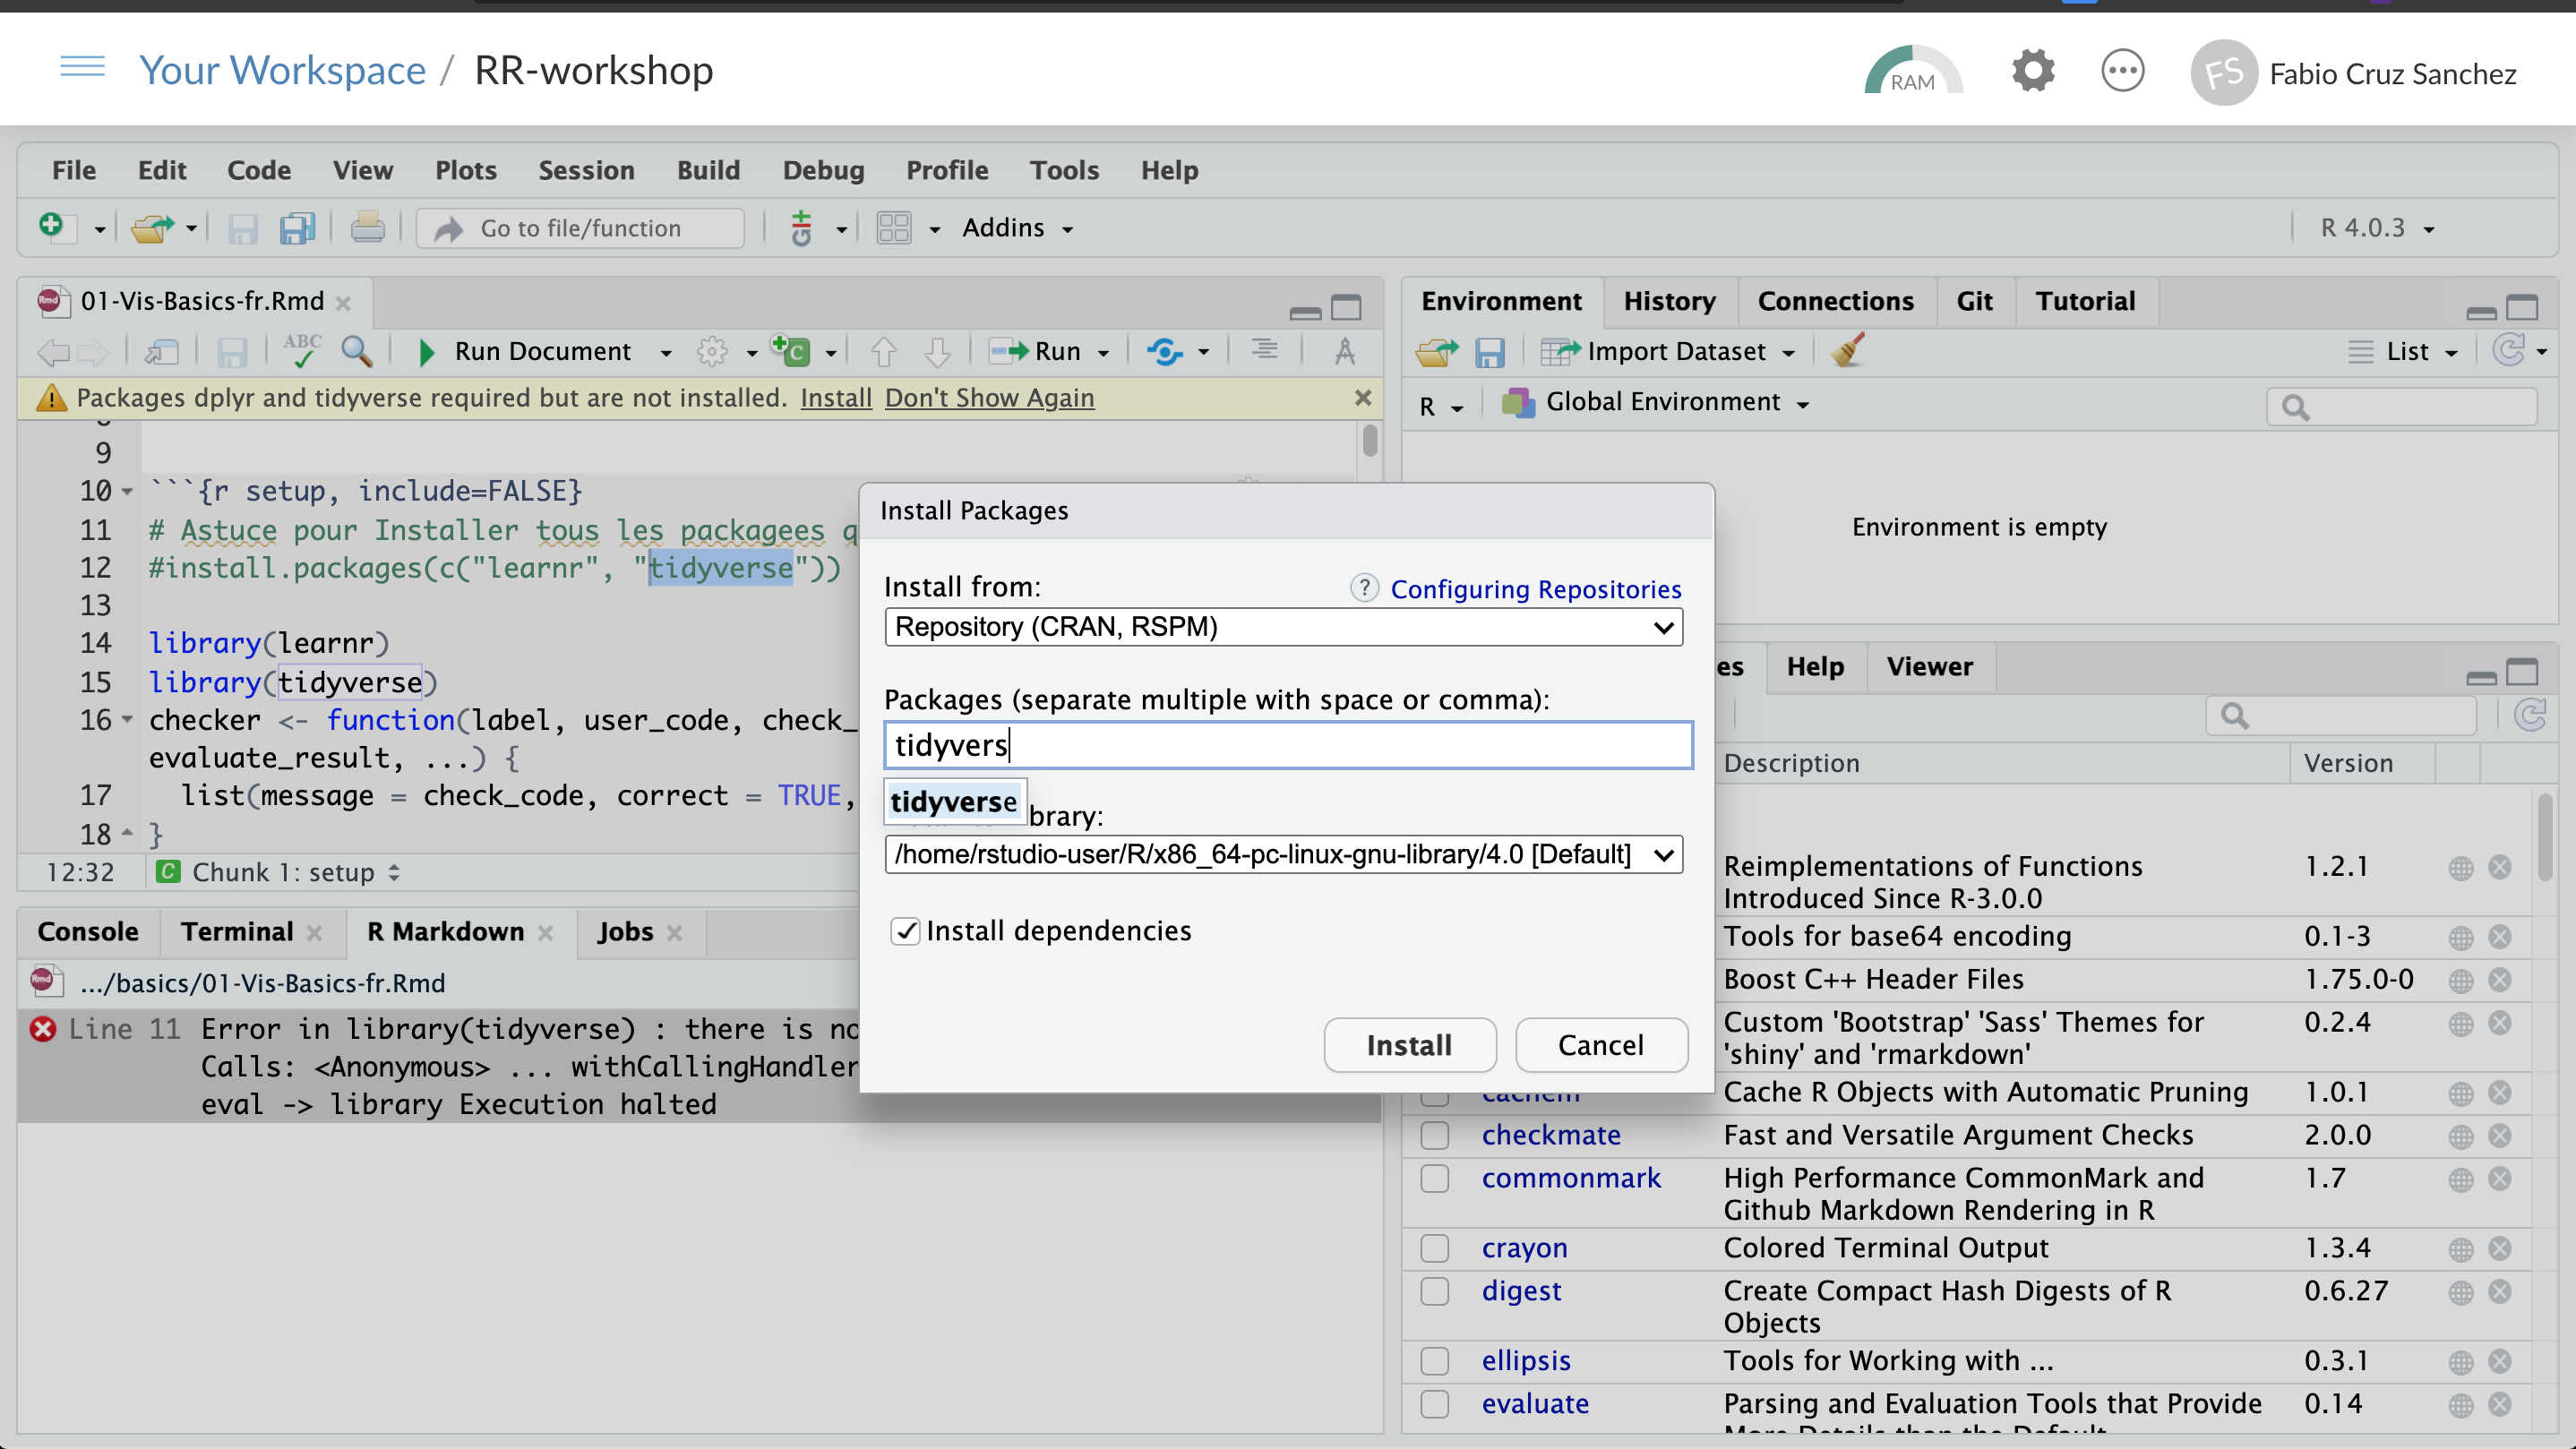 Your Workspace / RR-workshop
RAM
FS
Fabio Cruz Sanchez
File Edit Code View Plots Session Build Debug Profile Tools Help
Go to file/function
Addins
R 4.0.3
01-Vis-Basics-fr.Rmd
ABC
Run Document
Run
Packages dplyr and tidyverse required but are not installed. Install Don't Show Again
9
10 ```{r setup, include=FALSE}
11 # Astuce pour Installer tous les packagees q
12 #install.packages(c("learnr", "tidyverse"))
13
14 library(learnr)
15 library(tidyverse)
16 checker <- function(label, user_code, check_
evaluate_result, ...) {
17 list(message = check_code, correct = TRUE,
18 }
12:32 Chunk 1: setup
Console Terminal R Markdown Jobs
.../basics/01-Vis-Basics-fr.Rmd
Line 11 Error in library(tidyverse) : there is no
Calls: <Anonymous> ... withCallingHandler
eval -> library Execution halted
Install Packages
Install from:
? Configuring Repositories
Repository (CRAN, RSPM)
Packages (separate multiple with space or comma):
tidyvers
tidyverse
brary:
/home/rstudio-user/R/x86_64-pc-linux-gnu-library/4.0 [Default]
Install dependencies
Install Cancel
Environment History Connections Git Tutorial
Import Dataset
List
R Global Environment
Environment is empty
es Help Viewer
Description Version
Reimplementations of Functions 1.2.1
Introduced Since R-3.0.0
Tools for base64 encoding 0.1-3
Boost C++ Header Files 1.75.0-0
Custom 'Bootstrap' 'Sass' Themes for 0.2.4
'shiny' and 'rmarkdown'
cachem Cache R Objects with Automatic Pruning 1.0.1
checkmate Fast and Versatile Argument Checks 2.0.0
commonmark High Performance CommonMark and 1.7
Github Markdown Rendering in R
crayon Colored Terminal Output 1.3.4
digest Create Compact Hash Digests of R 0.6.27
Objects
ellipsis Tools for Working with ... 0.3.1
evaluate Parsing and Evaluation Tools that Provide 0.14
More Details than the Default